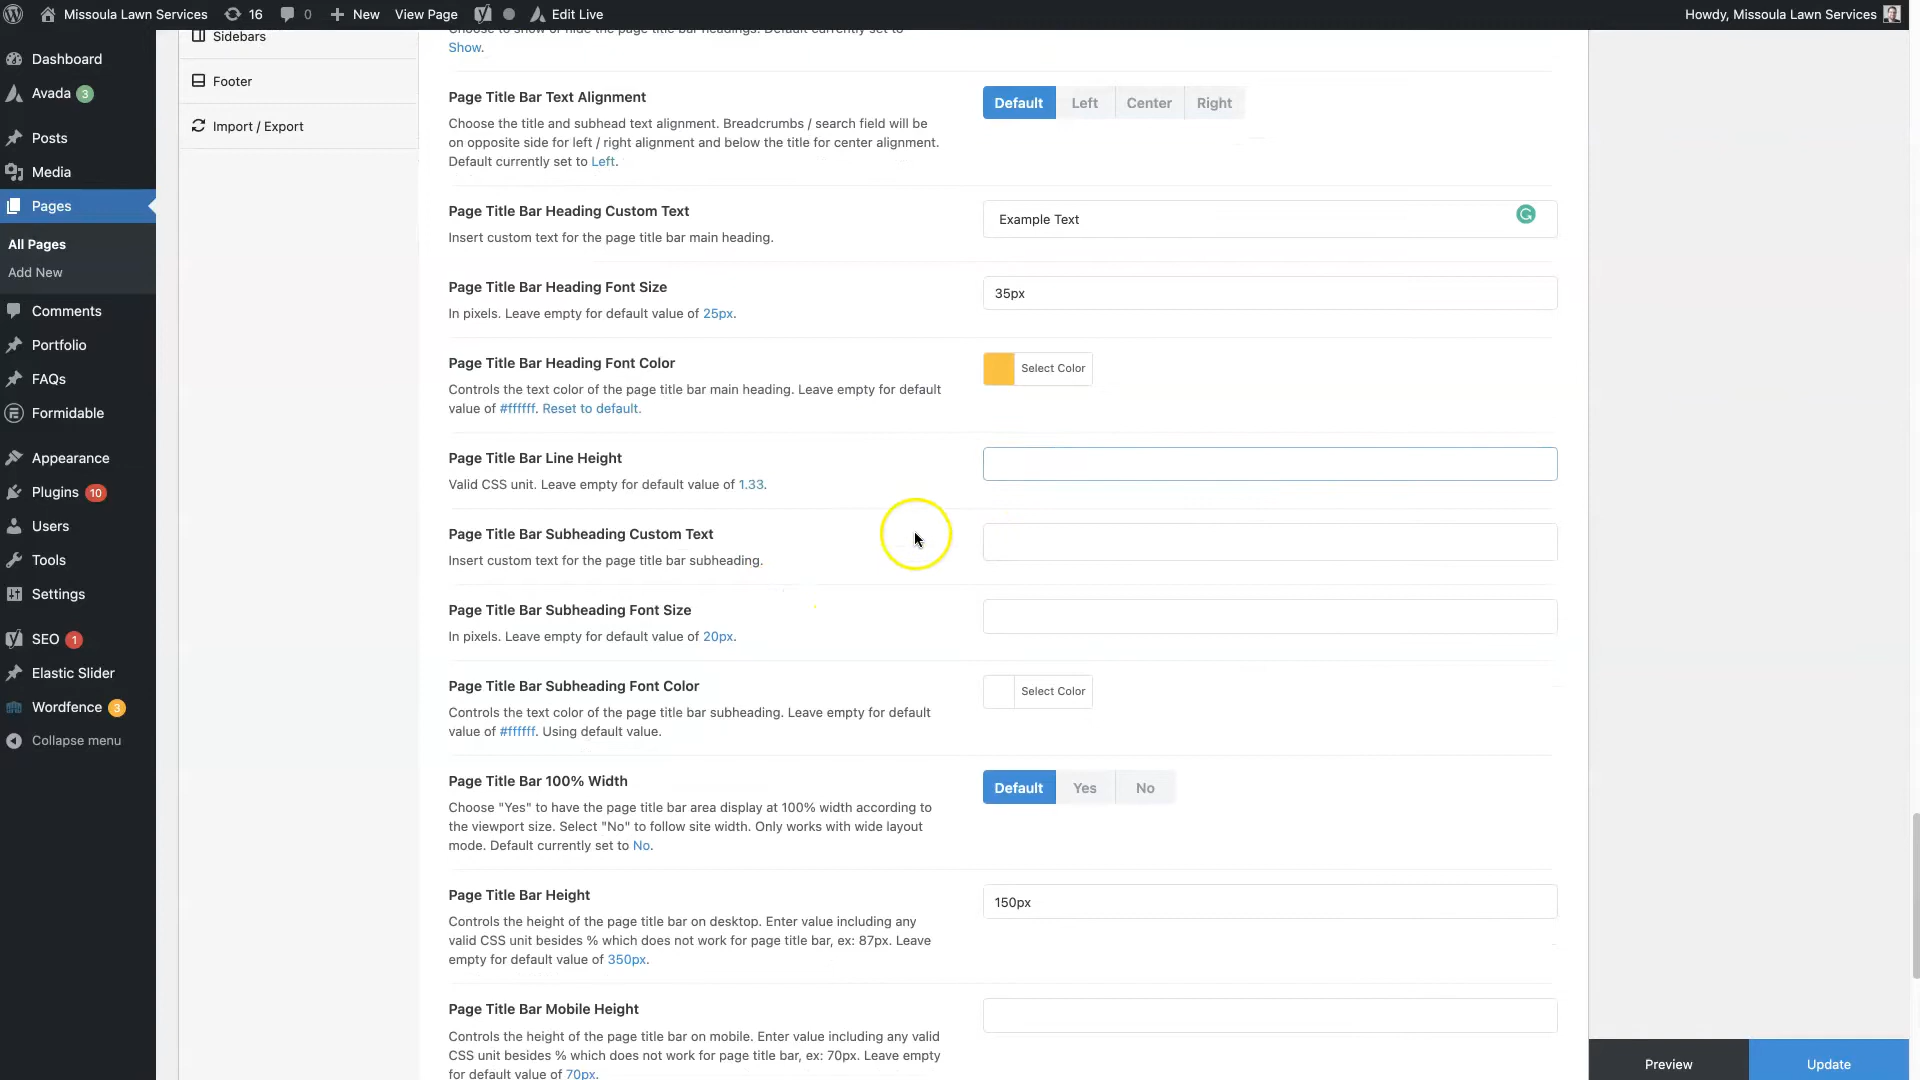 Missoula Lawn Services 16 0 New View Page Edit Live Howdy, Missoula Lawn Services
Dashboard
Avada 3
Posts
Media
Pages
All Pages
Add New
Comments
Portfolio
FAQs
Formidable
Appearance
Plugins 10
Users
Tools
Settings
SEO 1
Elastic Slider
Wordfence 3
Collapse menu
Sidebars
Footer
Import / Export
Choose to show or hide the page title bar headings. Default currently set to
Show.
Page Title Bar Text Alignment
Choose the title and subhead text alignment. Breadcrumbs / search field will be
on opposite side for left / right alignment and below the title for center alignment.
Default currently set to Left.
Default Left Center Right
Page Title Bar Heading Custom Text
Insert custom text for the page title bar main heading.
Example Text
Page Title Bar Heading Font Size
In pixels. Leave empty for default value of 25px.
35px
Page Title Bar Heading Font Color
Controls the text color of the page title bar main heading. Leave empty for default
value of #ffffff. Reset to default.
Select Color
Page Title Bar Line Height
Valid CSS unit. Leave empty for default value of 1.33.
Page Title Bar Subheading Custom Text
Insert custom text for the page title bar subheading.
Page Title Bar Subheading Font Size
In pixels. Leave empty for default value of 20px.
Page Title Bar Subheading Font Color
Controls the text color of the page title bar subheading. Leave empty for default
value of #ffffff. Using default value.
Select Color
Page Title Bar 100% Width
Choose "Yes" to have the page title bar area display at 100% width according to
the viewport size. Select "No" to follow site width. Only works with wide layout
mode. Default currently set to No.
Default Yes No
Page Title Bar Height
Controls the height of the page title bar on desktop. Enter value including any
valid CSS unit besides % which does not work for page title bar, ex: 87px. Leave
empty for default value of 350px.
150px
Page Title Bar Mobile Height
Controls the height of the page title bar on mobile. Enter value including any valid
CSS unit besides % which does not work for page title bar, ex: 70px. Leave empty
for default value of 70px.
Preview Update